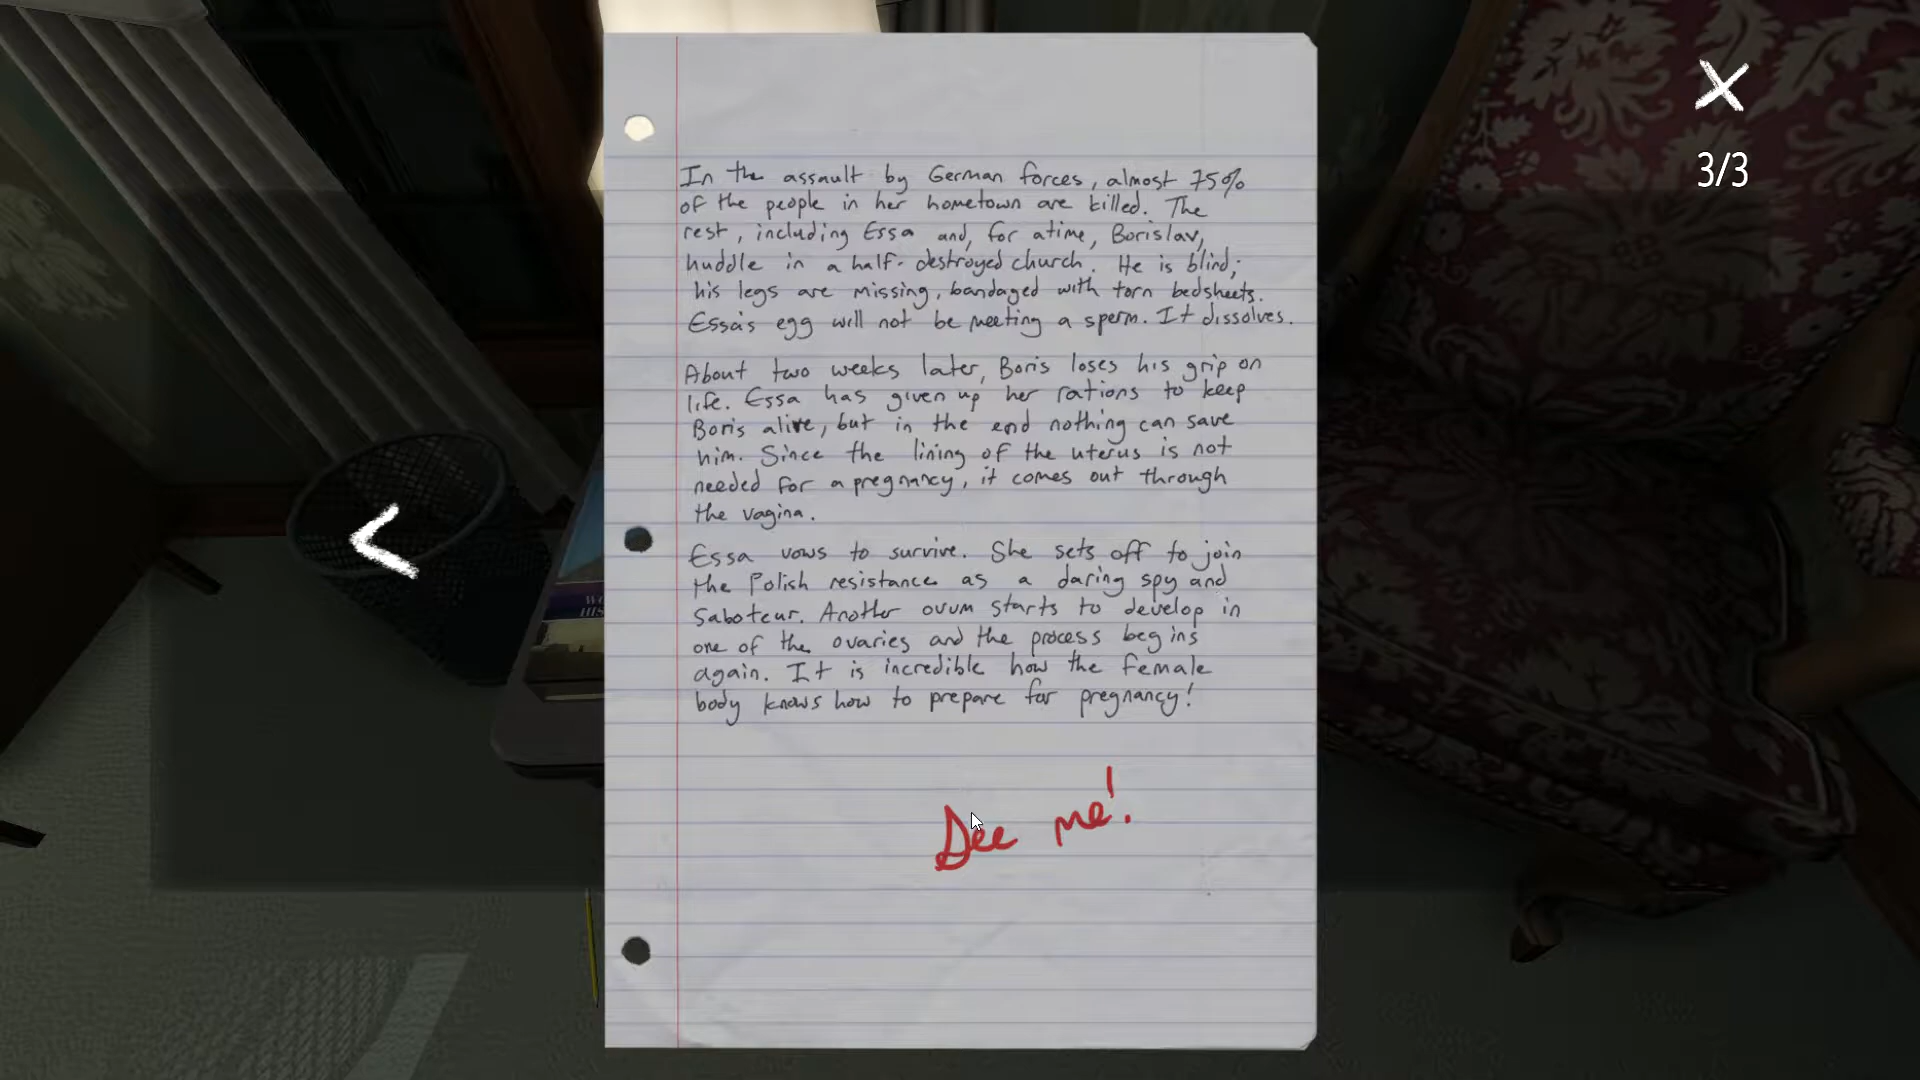 3/3
In the assault by German forces, almost 75%
of the people in her hometown are killed. The
rest, including Essa and, for atime, Borislav,
huddle in a half-destroyed church. He is blind;
his legs are missing, bandaged with torn bedsheets.
Essa's egg will not be meeting a sperm. It dissolves.
About two weeks later, Boris loses his grip on
life. Essa has given up her rations to keep
Boris alive, but in the end nothing can save
him. Since the lining of the uterus is not
needed for a pregnancy, it comes out through
the vagina.
Essa vows to survive. She sets off to join
the Polish resistance as a daring spy and
Saboteur. Another ovum starts to develop in
one of the ovaries and the process begins
again. It is incredible how the female
body knows how to prepare for pregnancy!
See me!